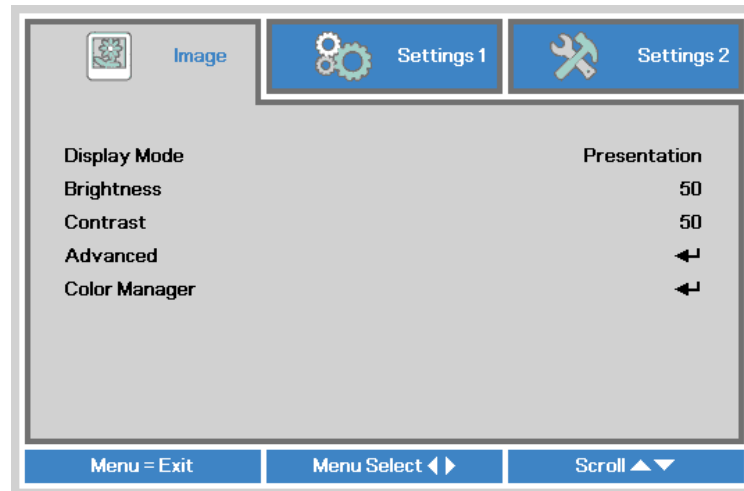 Image Settings 1 Settings 2
Display Mode Presentation
Brightness 50
Contrast 50
Advanced
Color Manager
Menu = Exit Menu Select Scroll